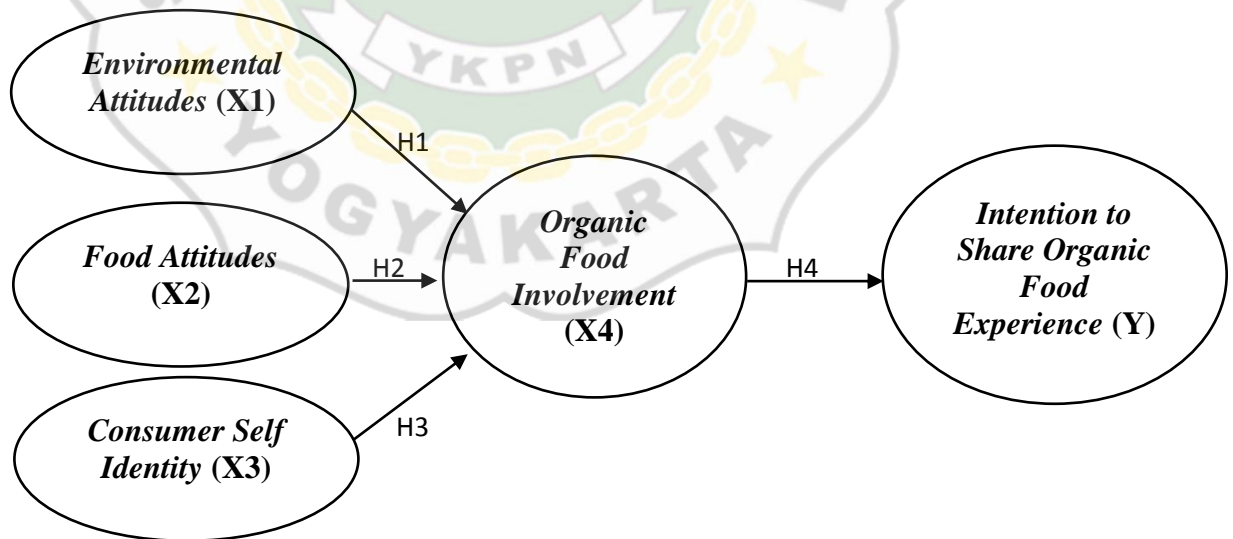 YKPN
YOGYAKARTA
Environmental
Attitudes (X1)
H1
Food Attitudes
(X2)
H2
Consumer Self
Identity (X3)
H3
Organic
Food
Involvement
(X4)
H4
Intention to
Share Organic
Food
Experience (Y)